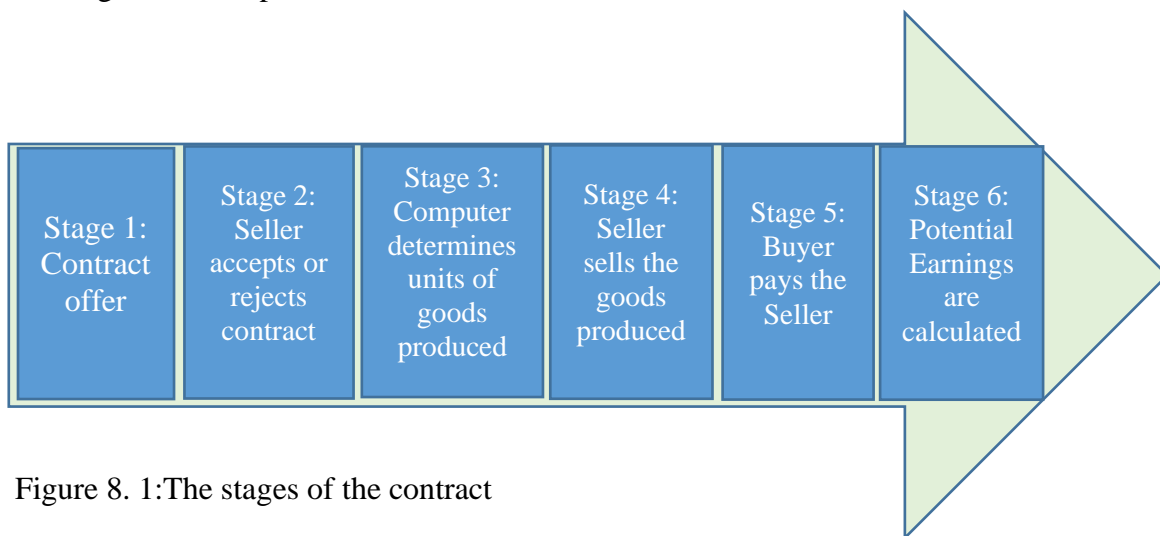 Stage 1:
Contract
offer
Stage 2:
Seller
accepts or
rejects
contract
Stage 3:
Computer
determines
units of
goods
produced
Stage 4:
Seller
sells the
goods
produced
Stage 5:
Buyer
pays the
Seller
Stage 6:
Potential
Earnings
are
calculated
Figure 8. 1:The stages of the contract